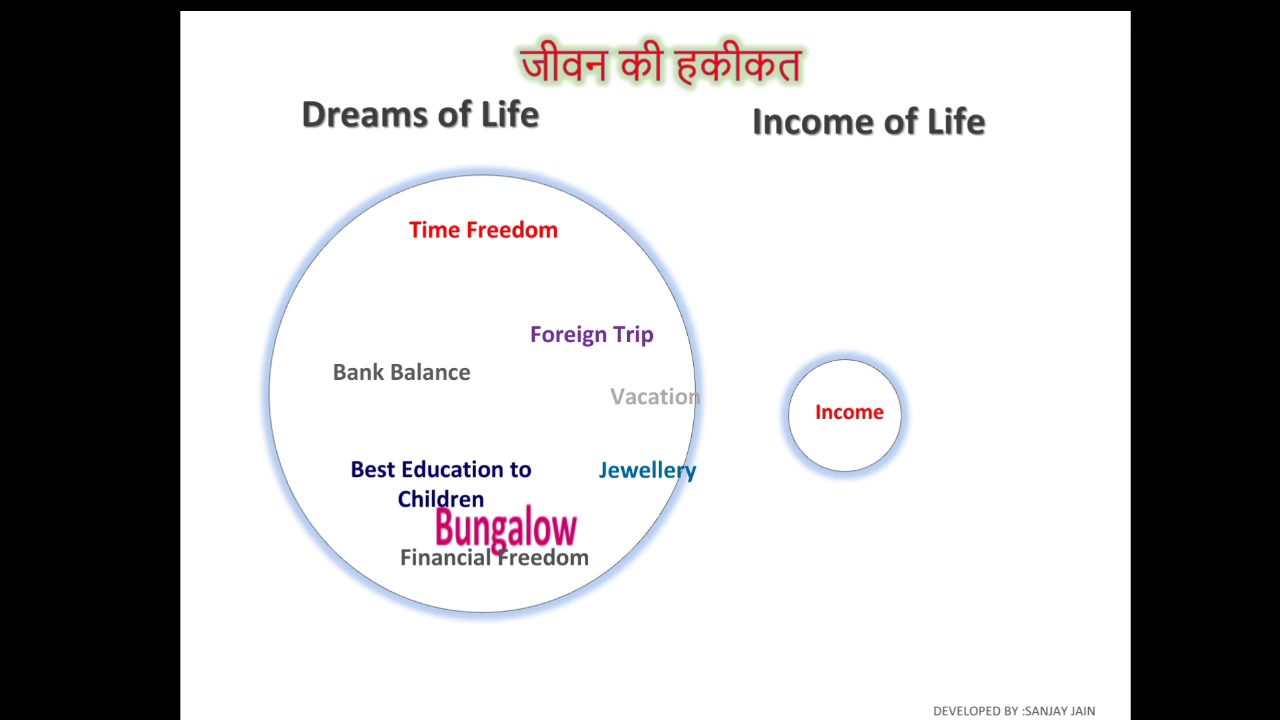 जीवन की हकीकत
Dreams of Life
Income of Life
Time Freedom
Foreign Trip
Bank Balance
Vacation
Income
Best Education to
Children
Jewellery
Bungalow
Financial Freedom
DEVELOPED BY :SANJAY JAIN